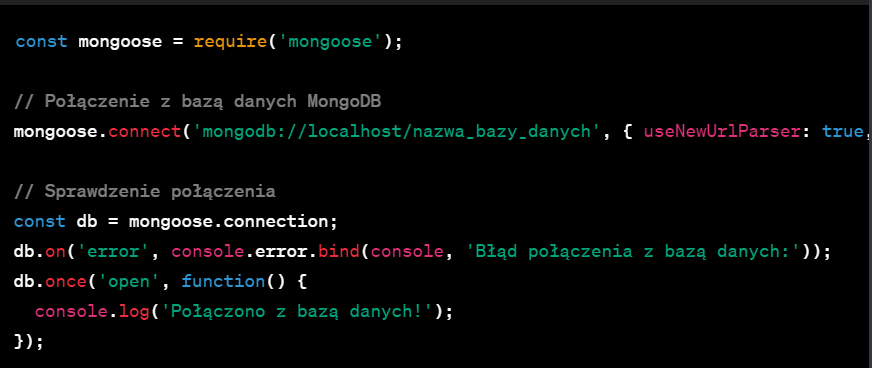 const mongoose = require('mongoose');
// Połączenie z bazą danych MongoDB
mongoose.connect('mongodb://localhost/nazwa_bazy_danych', { useNewUrlParser: true,
// Sprawdzenie połączenia
const db = mongoose.connection;
db.on('error', console.error.bind(console, 'Błąd połączenia z bazą danych:'));
db.once('open', function() {
  console.log('Połączono z bazą danych!');
});